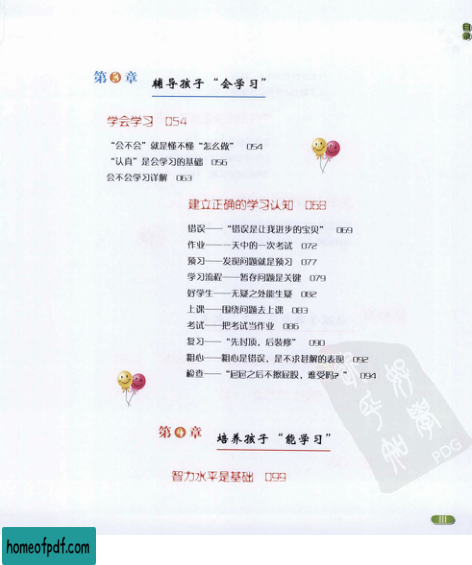 目录
第3章 辅导孩子“会学习”
学会学习 054
“会不会”就是懂不懂“怎么做” 054
“认真”是会学习的基础 056
会不会学习详解 063
建立正确的学习认知 068
错误——“错误是让我进步的宝贝” 069
作业——一天中的一次考试 072
预习——发现问题就是预习 077
学习流程——暂存问题是关键 079
好学生——无疑之处能生疑 082
上课——围绕问题去上课 083
考试——把考试当作业 086
复习——“先封顶，后装修” 090
粗心——粗心是错误，是不求甚解的表现 092
检查——“㞎㞎之后不擦屁股，难受吗？” 094
第4章 培养孩子“能学习”
智力水平是基础 099
PDG
III
homeofpdf.com